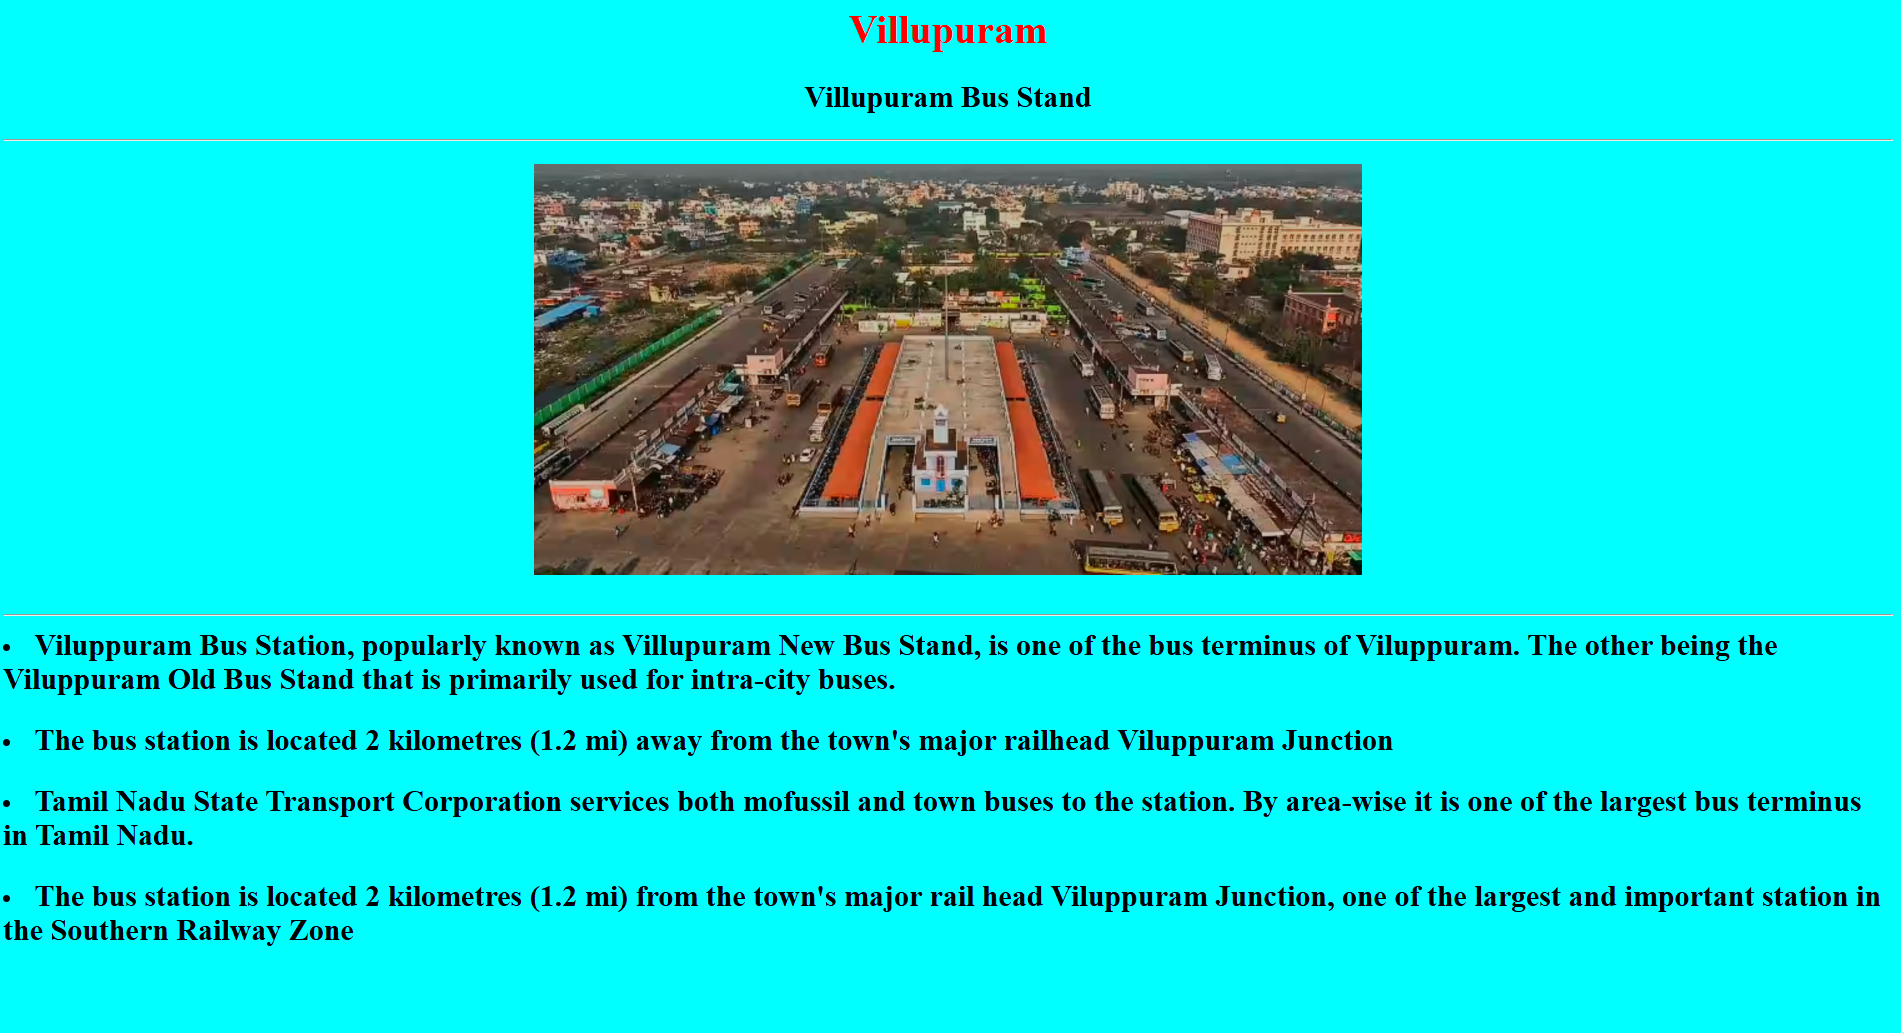 Villupuram
Villupuram Bus Stand
• Viluppuram Bus Station, popularly known as Villupuram New Bus Stand, is one of the bus terminus of Viluppuram. The other being the
Viluppuram Old Bus Stand that is primarily used for intra-city buses.
• The bus station is located 2 kilometres (1.2 mi) away from the town's major railhead Viluppuram Junction
• Tamil Nadu State Transport Corporation services both mofussil and town buses to the station. By area-wise it is one of the largest bus terminus
in Tamil Nadu.
• The bus station is located 2 kilometres (1.2 mi) from the town's major rail head Viluppuram Junction, one of the largest and important station in
the Southern Railway Zone